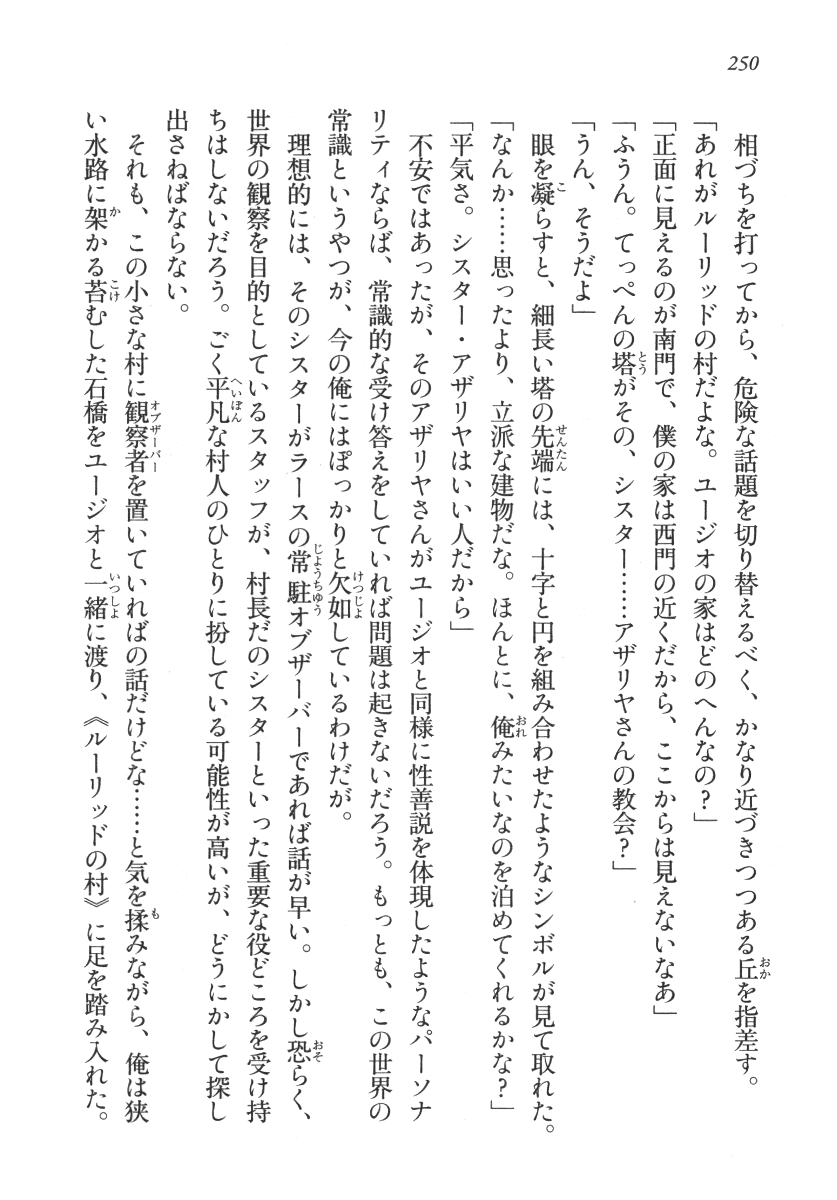 250
相づちを打ってから、危険な話題を切り替えるべく、かなり近づきつつある丘を指差す。
「あれがルーリッドの村だよな。ユージオの家はどのへんなの？」
「正面に見えるのが南門で、僕の家は西門の近くだから、ここからは見えないなあ」
「ふうん。てっぺんの塔がその、シスター……アザリヤさんの教会？」
「うん、そうだよ」
眼を凝らすと、細長い塔の先端には、十字と円を組み合わせたようなシンボルが見て取れた。
「なんか……思ったより、立派な建物だな。ほんとに、俺みたいなのを泊めてくれるかな？」
「平気さ。シスター・アザリヤはいい人だから」
不安ではあったが、そのアザリヤさんがユージオと同様に性善説を体現したようなパーソナ
リティならば、常識的な受け答えをしていれば問題は起きないだろう。もっとも、この世界の
常識というやつが、今の俺にはぽっかりと欠如しているわけだが。
理想的には、そのシスターがラースの常駐オブザーバーであれば話が早い。しかし恐らく、
世界の観察を目的としているスタッフが、村長だのシスターといった重要な役どころを受け持
ちはしないだろう。ごく平凡な村人のひとりに扮している可能性が高いが、どうにかして探し
出さねばならない。
それも、この小さな村に観察者を置いていればの話だけどな……と気を揉みながら、俺は狭
い水路に架かる苔むした石橋をユージオと一緒に渡り、《ルーリッドの村》に足を踏み入れた。